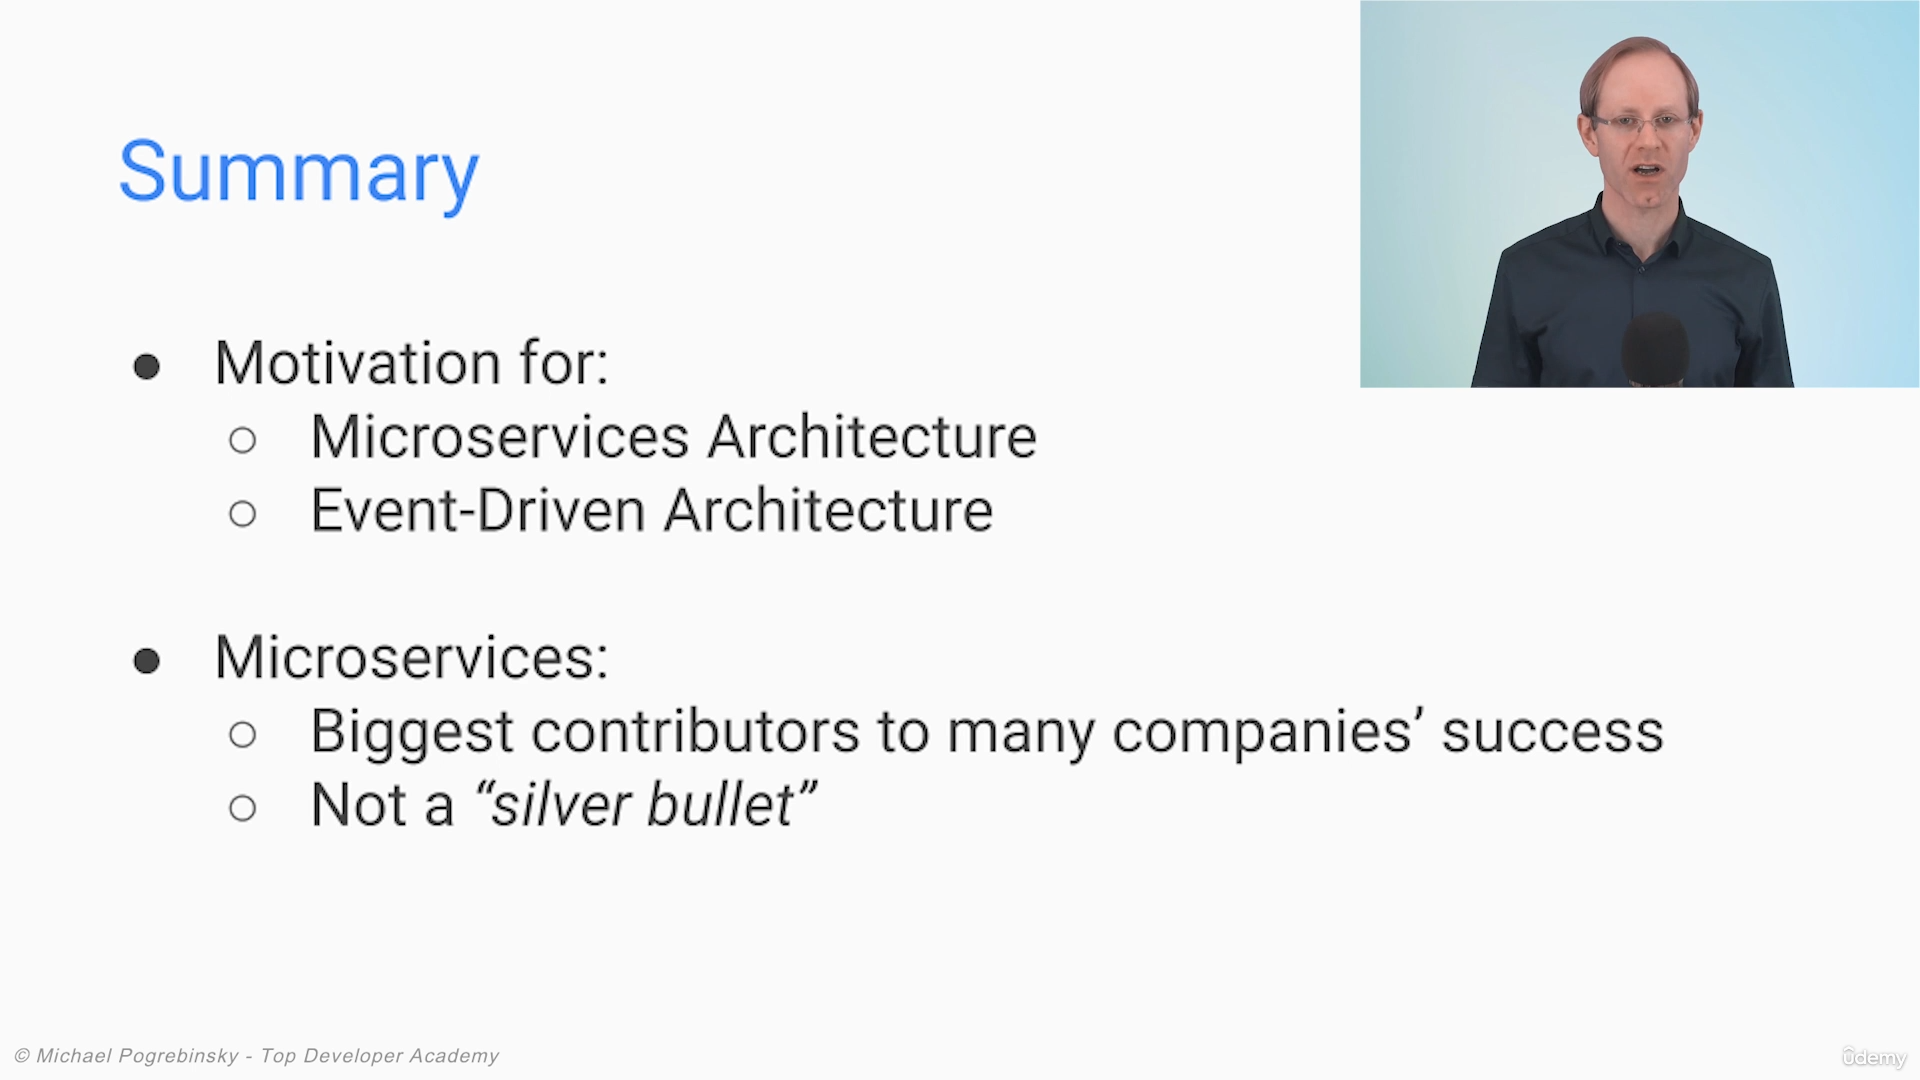 Summary
● Motivation for:
○ Microservices Architecture
○ Event-Driven Architecture
● Microservices:
○ Biggest contributors to many companies’ success
○ Not a “silver bullet”
© Michael Pogrebinsky - Top Developer Academy
ûdemy